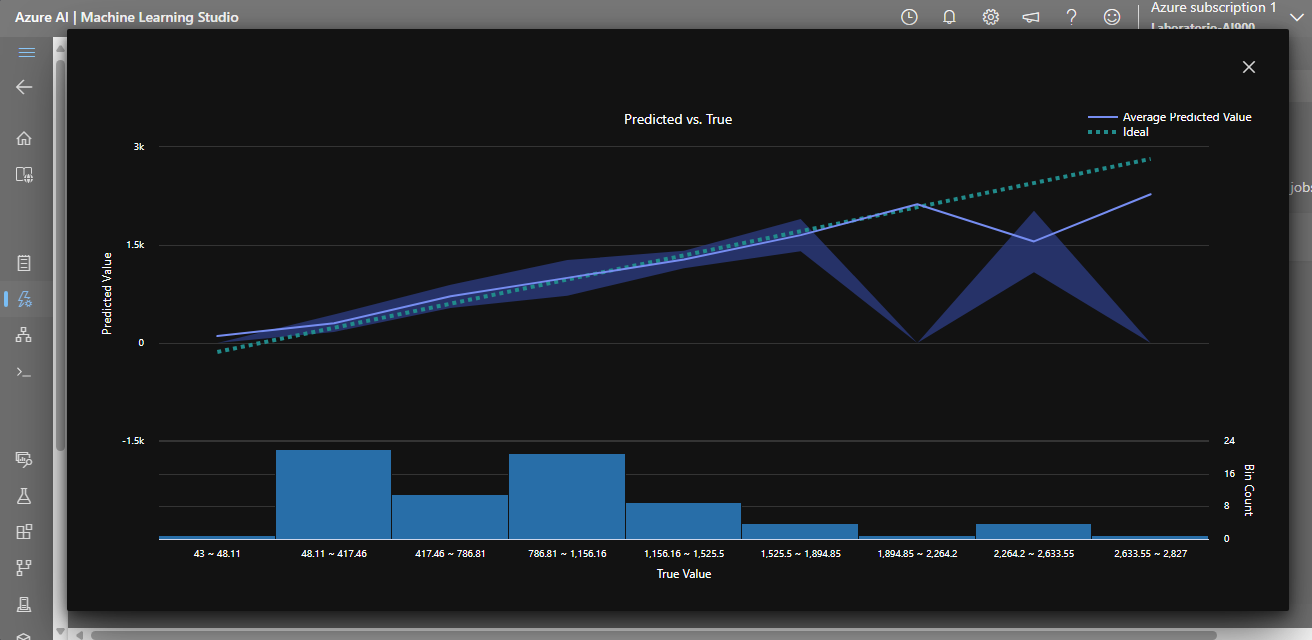 Azure AI | Machine Learning Studio
Azure subscription 1
Laboratorio-AI900
Predicted vs. True
Average Predicted Value
Ideal
jobs
3k
1.5k
0
-1.5k
Predicted Value
24
16
8
0
Bin Count
43 ~ 48.11
48.11 ~ 417.46
417.46 ~ 786.81
786.81 ~ 1,156.16
1,156.16 ~ 1,525.5
1,525.5 ~ 1,894.85
1,894.85 ~ 2,264.2
2,264.2 ~ 2,633.55
2,633.55 ~ 2,827
True Value